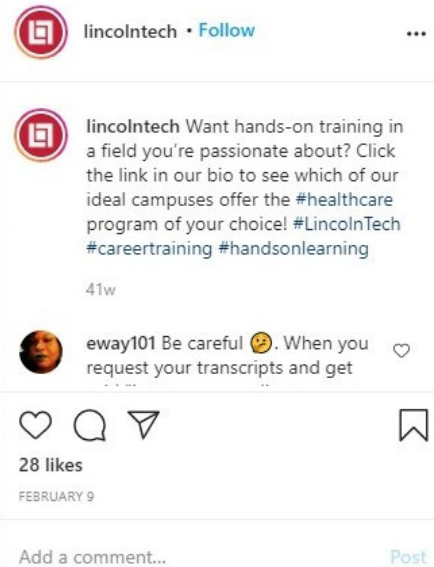 lincolntech • Follow
lincolntech Want hands-on training in
a field you're passionate about? Click
the link in our bio to see which of our
ideal campuses offer the #healthcare
program of your choice! #LincolnTech
#careertraining #handsonlearning
41w
eway101 Be careful 🤔. When you
request your transcripts and get
28 likes
FEBRUARY 9
Add a comment...
Post